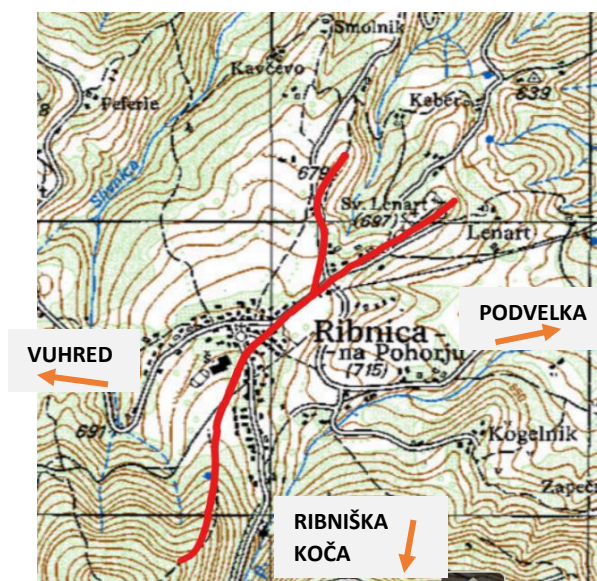 Smolnik
Kavčevo
Peferle
Keber
639
Slivnica
679
Sv. Lenart
(697)
Lenart
PODVELKA
Ribnica
na Pohorju
(715)
VUHRED
691
Kogelnik
RIBNIŠKA
KOČA